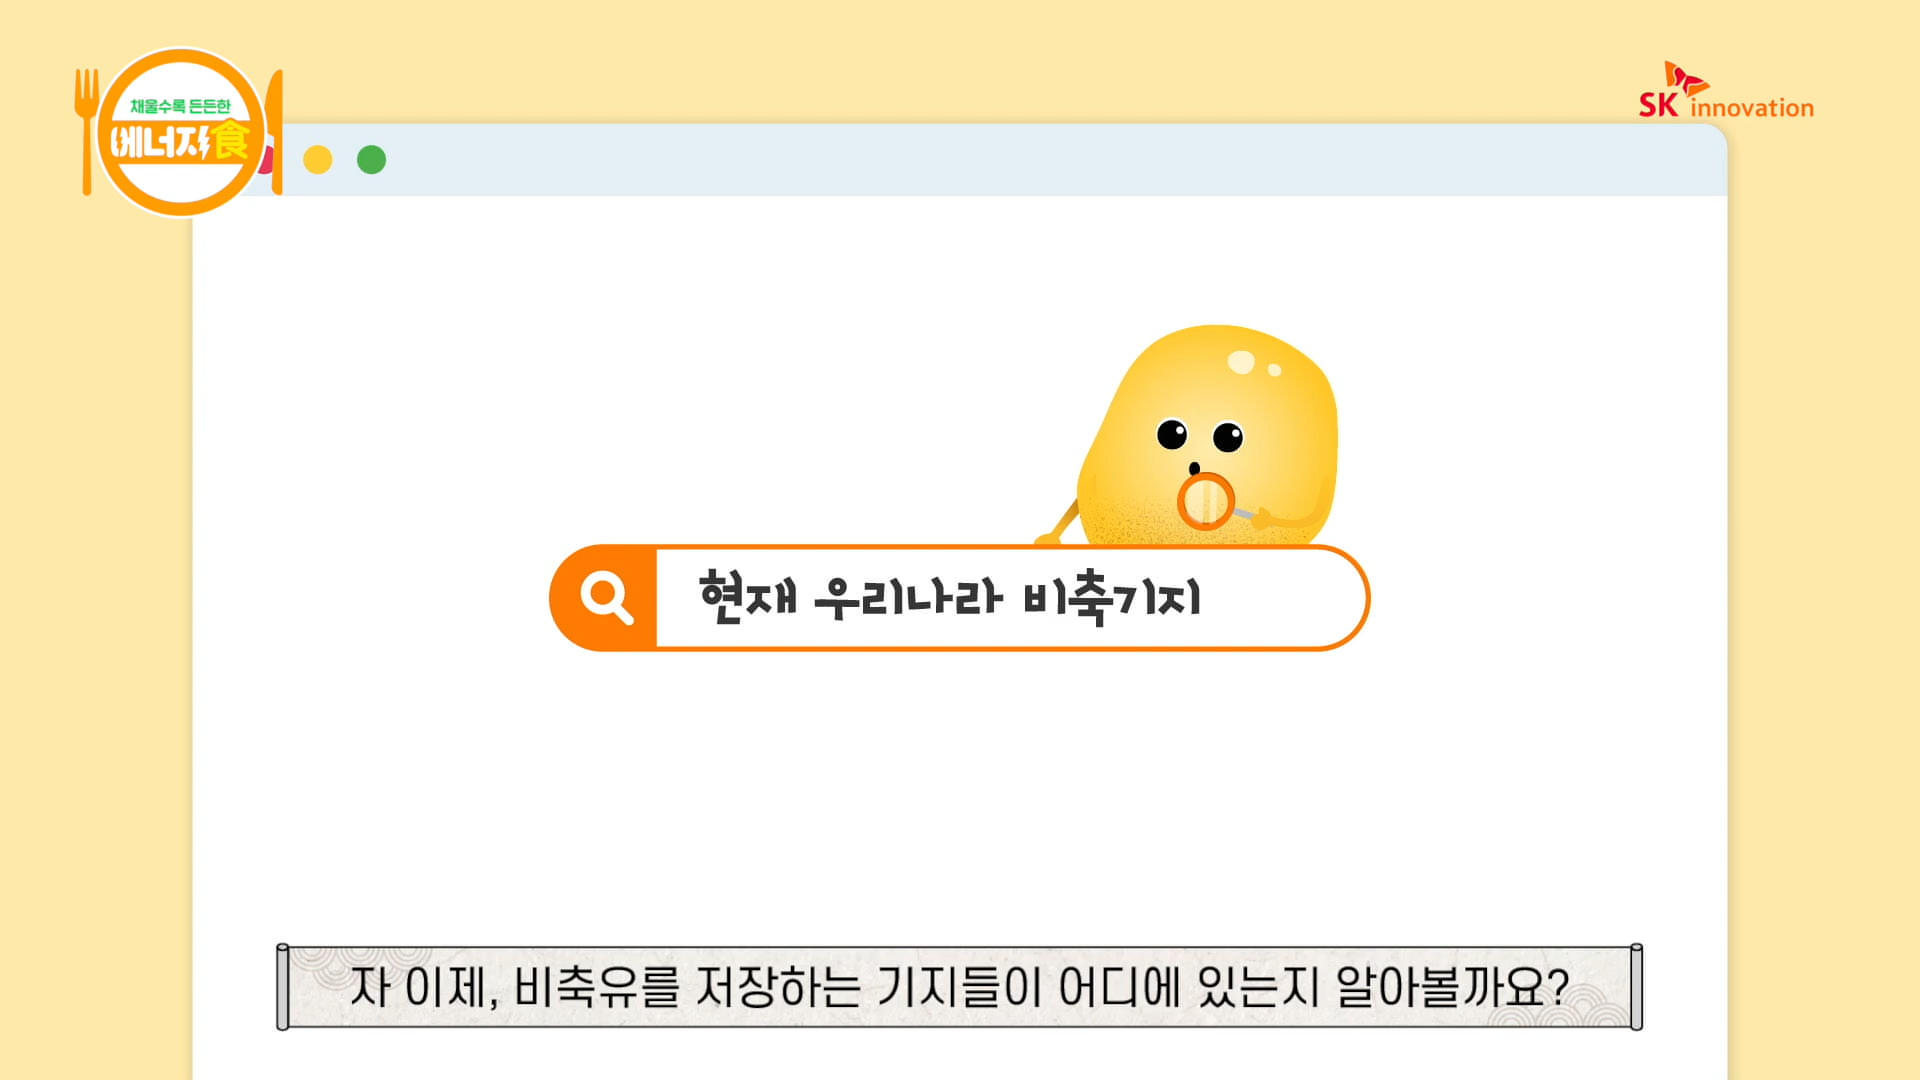 채울수록 든든한
에너지食
SK innovation
현재 우리나라 비축기지
자 이제, 비축유를 저장하는 기지들이 어디에 있는지 알아볼까요?